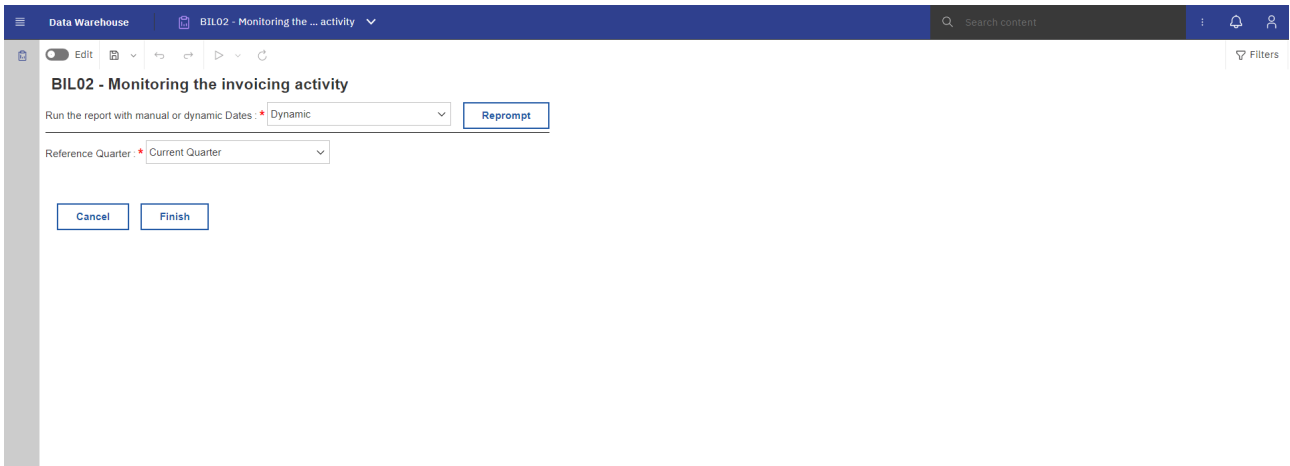 Data Warehouse BIL02 - Monitoring the ... activity Search content
Edit Filters
BIL02 - Monitoring the invoicing activity
Run the report with manual or dynamic Dates : * Dynamic Reprompt
Reference Quarter : * Current Quarter
Cancel Finish